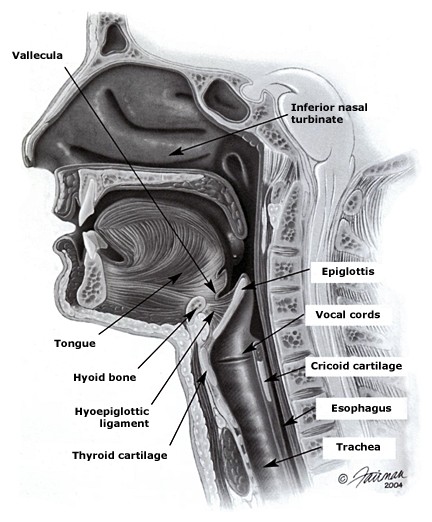 Vallecula
Inferior nasal
turbinate
Epiglottis
Vocal cords
Tongue
Hyoid bone
Cricoid cartilage
Hyoepiglottic
ligament
Esophagus
Thyroid cartilage
Trachea
© Fairman
2004